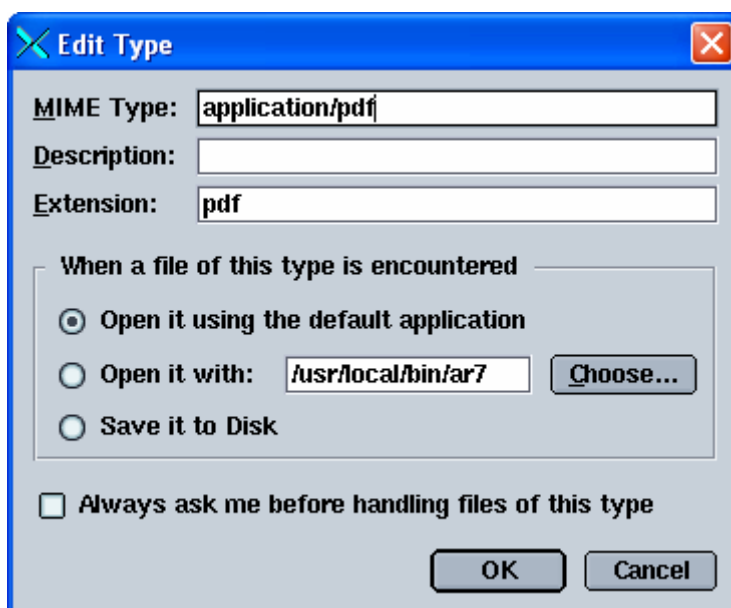 Edit Type
MIME Type: application/pdf
Description:
Extension: pdf
When a file of this type is encountered
Open it using the default application
Open it with: /usr/local/bin/ar7 Choose...
Save it to Disk
Always ask me before handling files of this type
OK Cancel